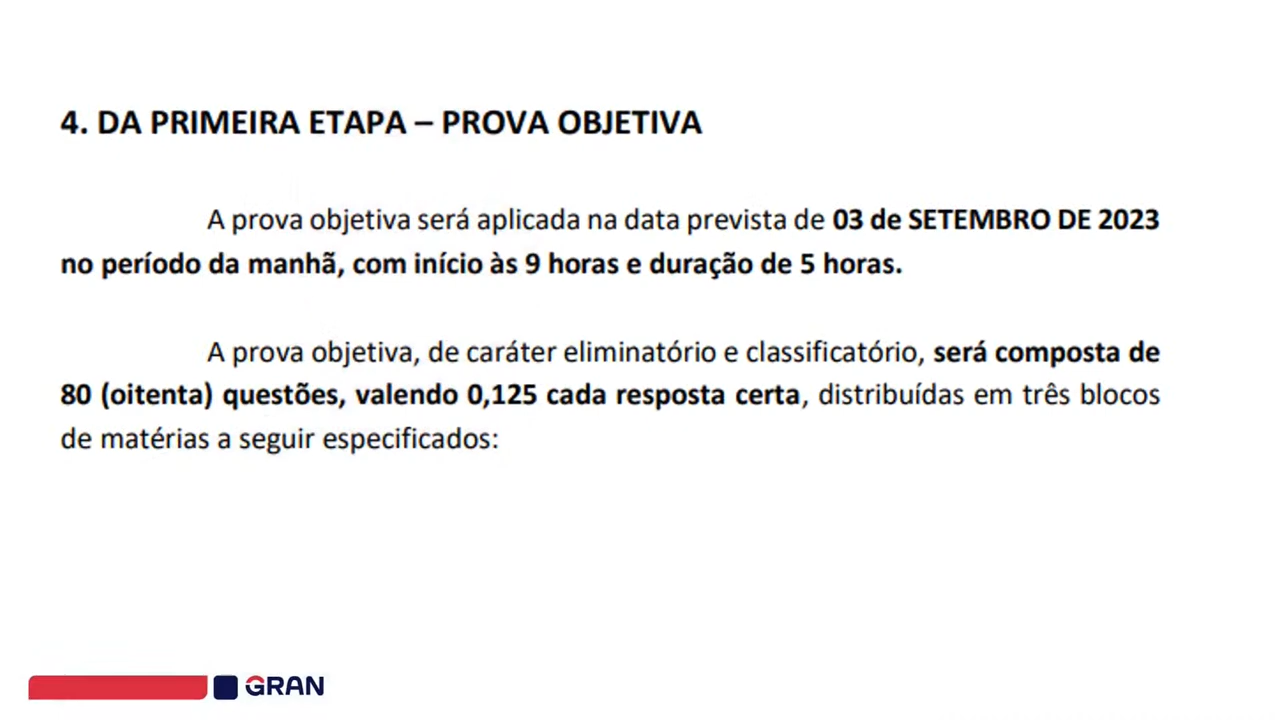 4. DA PRIMEIRA ETAPA – PROVA OBJETIVA
A prova objetiva será aplicada na data prevista de 03 de SETEMBRO DE 2023
no período da manhã, com início às 9 horas e duração de 5 horas.
A prova objetiva, de caráter eliminatório e classificatório, será composta de
80 (oitenta) questões, valendo 0,125 cada resposta certa, distribuídas em três blocos
de matérias a seguir especificados:
GRAN